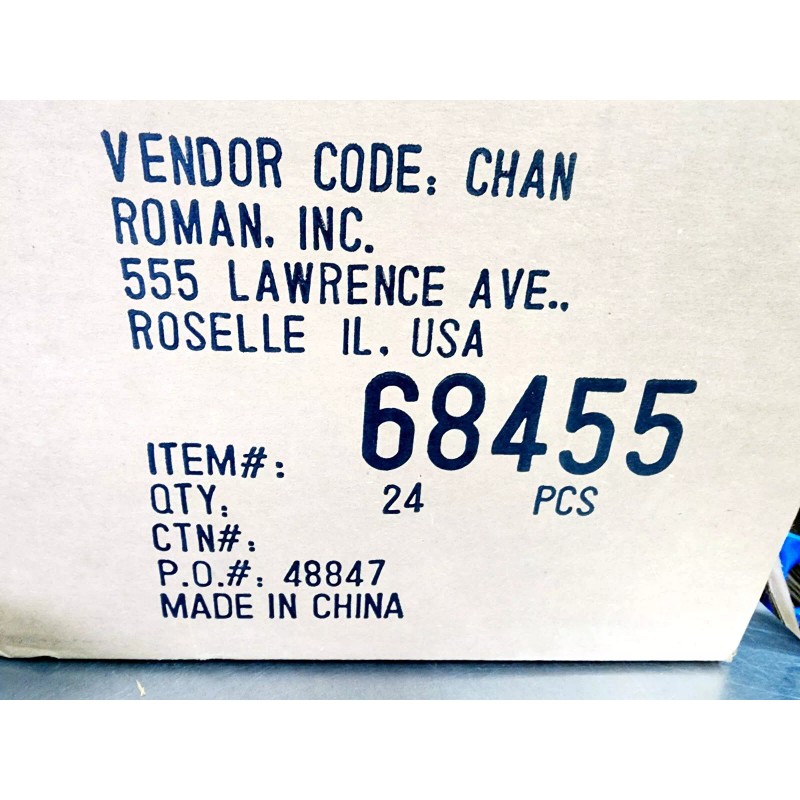 VENDOR CODE: CHAN
ROMAN, INC.
555 LAWRENCE AVE.,
ROSELLE IL, USA
ITEM#: 68455
QTY: 24 PCS
CTN#:
P.O.#: 48847
MADE IN CHINA